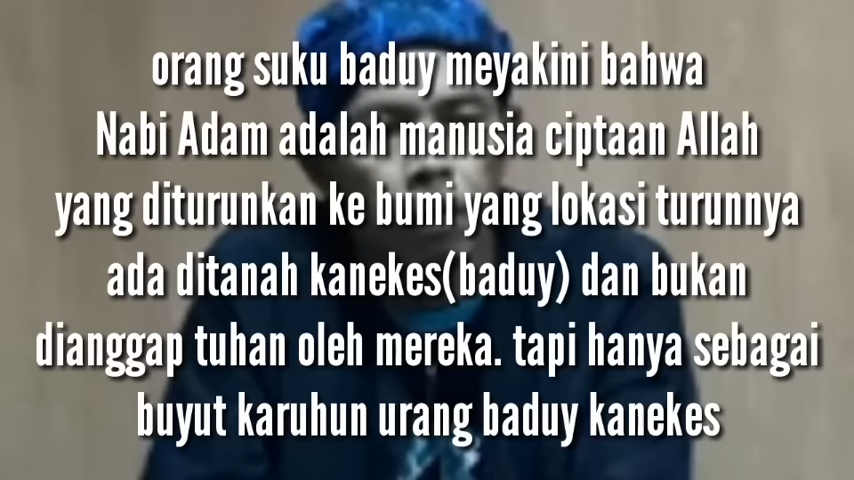 orang suku baduy meyakini bahwa
Nabi Adam adalah manusia ciptaan Allah
yang diturunkan ke bumi yang lokasi turunnya
ada ditanah kanekes(baduy) dan bukan
dianggap tuhan oleh mereka. tapi hanya sebagai
buyut karuhun urang baduy kanekes